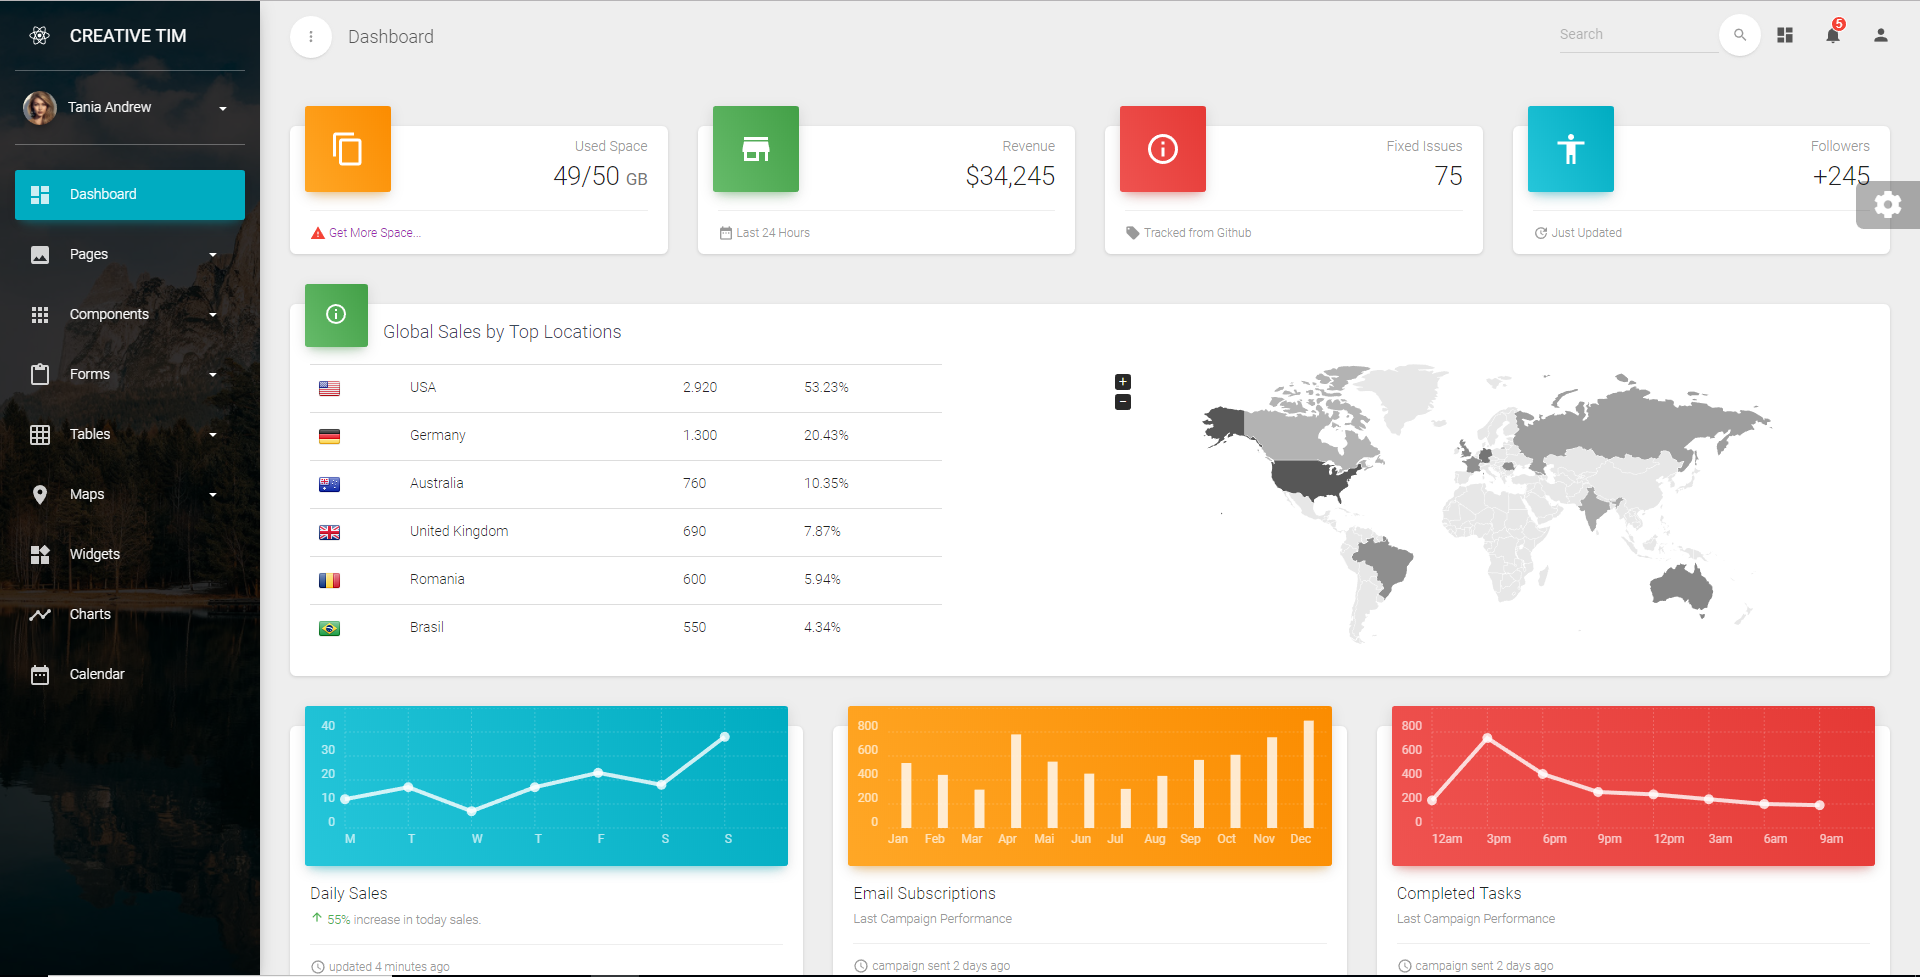 CREATIVE TIM
Tania Andrew
Dashboard
Pages
Components
Forms
Tables
Maps
Widgets
Charts
Calendar
Dashboard
Search
5
Used Space
49/50 GB
Get More Space...
Revenue
$34,245
Last 24 Hours
Fixed Issues
75
Tracked from Github
Followers
+245
Just Updated
Global Sales by Top Locations
USA 2.920 53.23%
Germany 1.300 20.43%
Australia 760 10.35%
United Kingdom 690 7.87%
Romania 600 5.94%
Brasil 550 4.34%
+
−
40
30
20
10
0
M T W T F S S
Daily Sales
55% increase in today sales.
updated 4 minutes ago
800
600
400
200
0
Jan Feb Mar Apr Mai Jun Jul Aug Sep Oct Nov Dec
Email Subscriptions
Last Campaign Performance
campaign sent 2 days ago
800
600
400
200
0
12am 3pm 6pm 9pm 12pm 3am 6am 9am
Completed Tasks
Last Campaign Performance
campaign sent 2 days ago